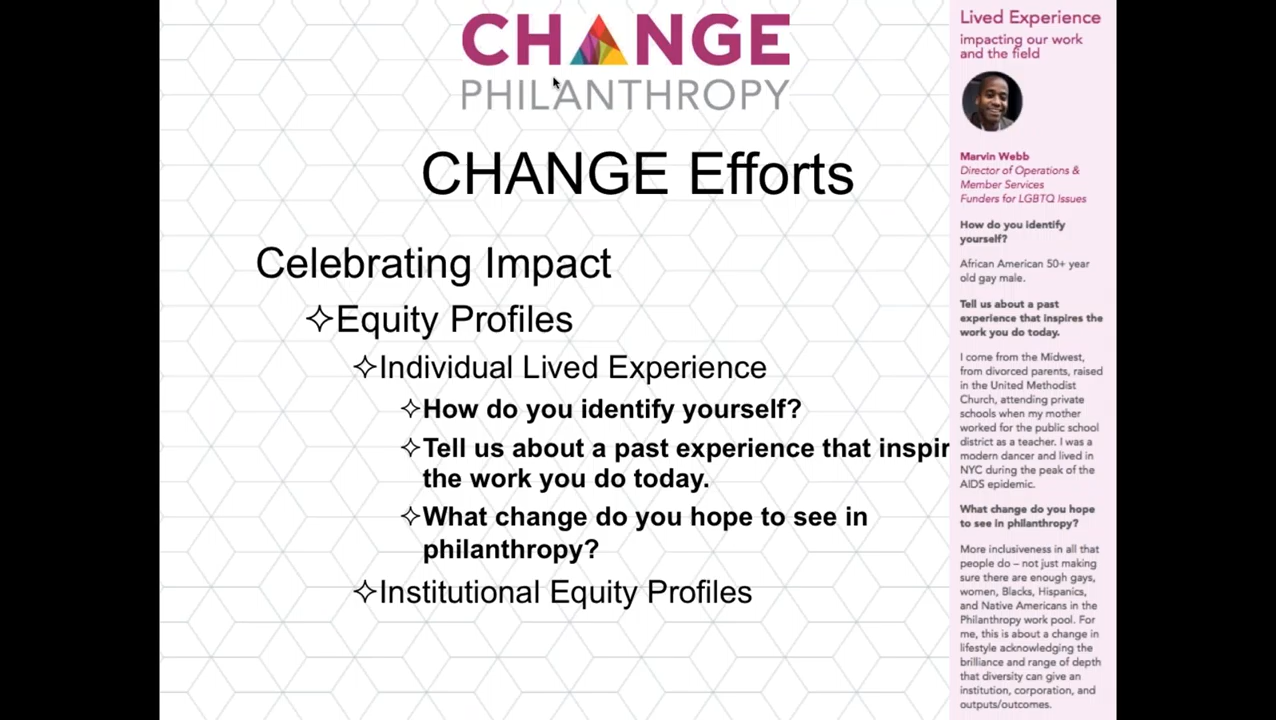 CHANGE
PHILANTHROPY
CHANGE Efforts
Celebrating Impact
Equity Profiles
Individual Lived Experience
How do you identify yourself?
Tell us about a past experience that inspir
the work you do today.
What change do you hope to see in
philanthropy?
Institutional Equity Profiles
Lived Experience
impacting our work
and the field
Marvin Webb
Director of Operations &
Member Services
Funders for LGBTQ Issues
How do you identify
yourself?
African American 50+ year
old gay male.
Tell us about a past
experience that inspires the
work you do today.
I come from the Midwest,
from divorced parents, raised
in the United Methodist
Church, attending private
schools when my mother
worked for the public school
district as a teacher. I was a
modern dancer and lived in
NYC during the peak of the
AIDS epidemic.
What change do you hope
to see in philanthropy?
More inclusiveness in all that
people do – not just making
sure there are enough gays,
women, Blacks, Hispanics,
and Native Americans in the
Philanthropy work pool. For
me, this is about a change in
lifestyle acknowledging the
brilliance and range of depth
that diversity can give an
institution, corporation, and
outputs/outcomes.